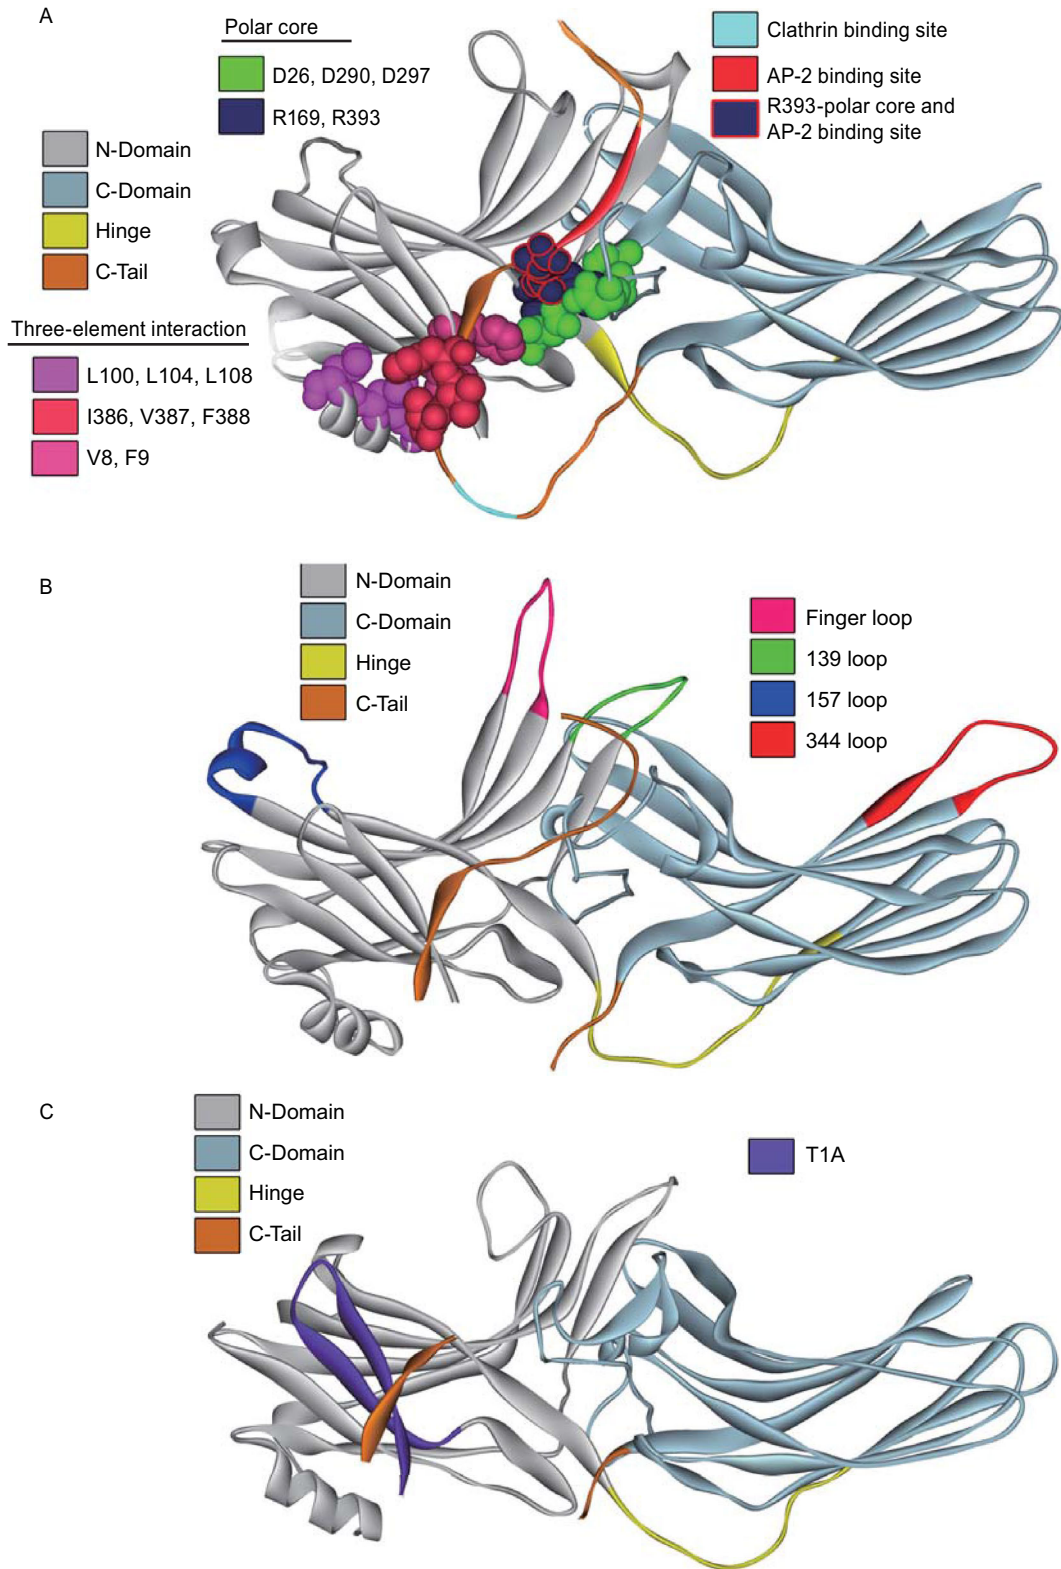 A
Polar core
D26, D290, D297
R169, R393
Clathrin binding site
AP-2 binding site
R393-polar core and
AP-2 binding site
N-Domain
C-Domain
Hinge
C-Tail
Three-element interaction
L100, L104, L108
I386, V387, F388
V8, F9
B
N-Domain
C-Domain
Hinge
C-Tail
Finger loop
139 loop
157 loop
344 loop
C
N-Domain
C-Domain
Hinge
C-Tail
T1A